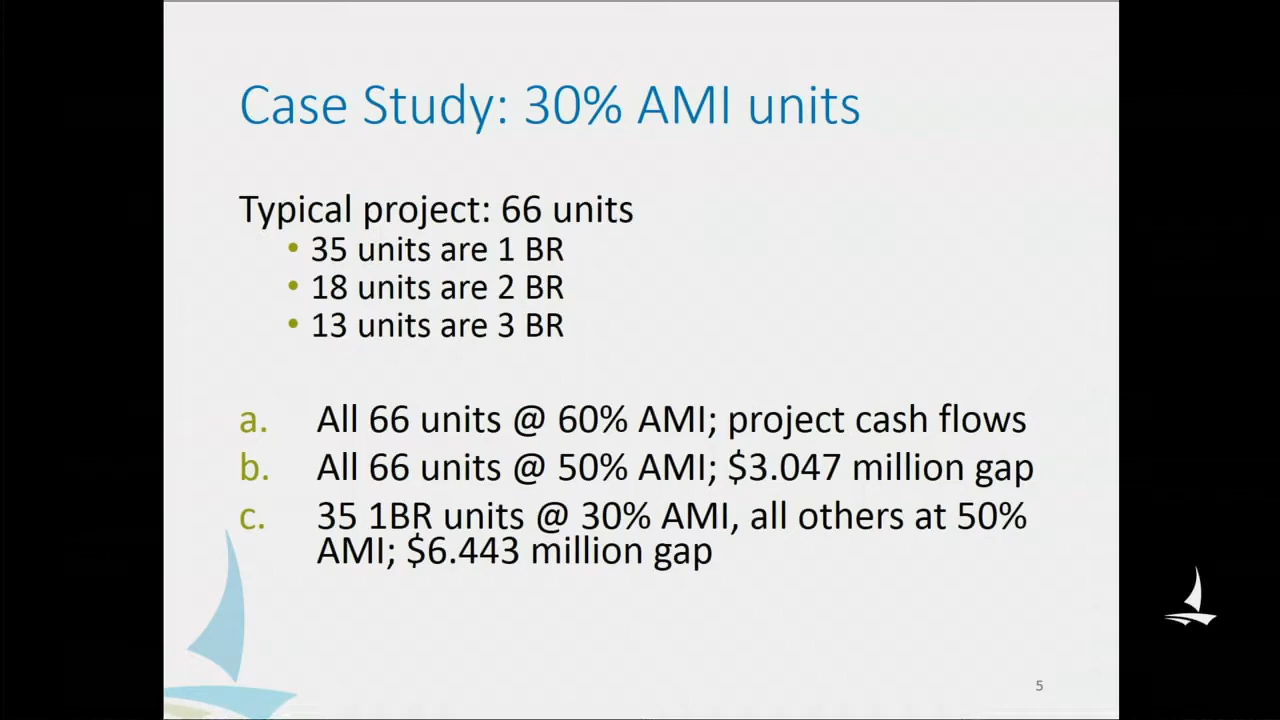 Case Study: 30% AMI units
Typical project: 66 units
• 35 units are 1 BR
• 18 units are 2 BR
• 13 units are 3 BR
a. All 66 units @ 60% AMI; project cash flows
b. All 66 units @ 50% AMI; $3.047 million gap
c. 35 1BR units @ 30% AMI, all others at 50%
AMI; $6.443 million gap
5